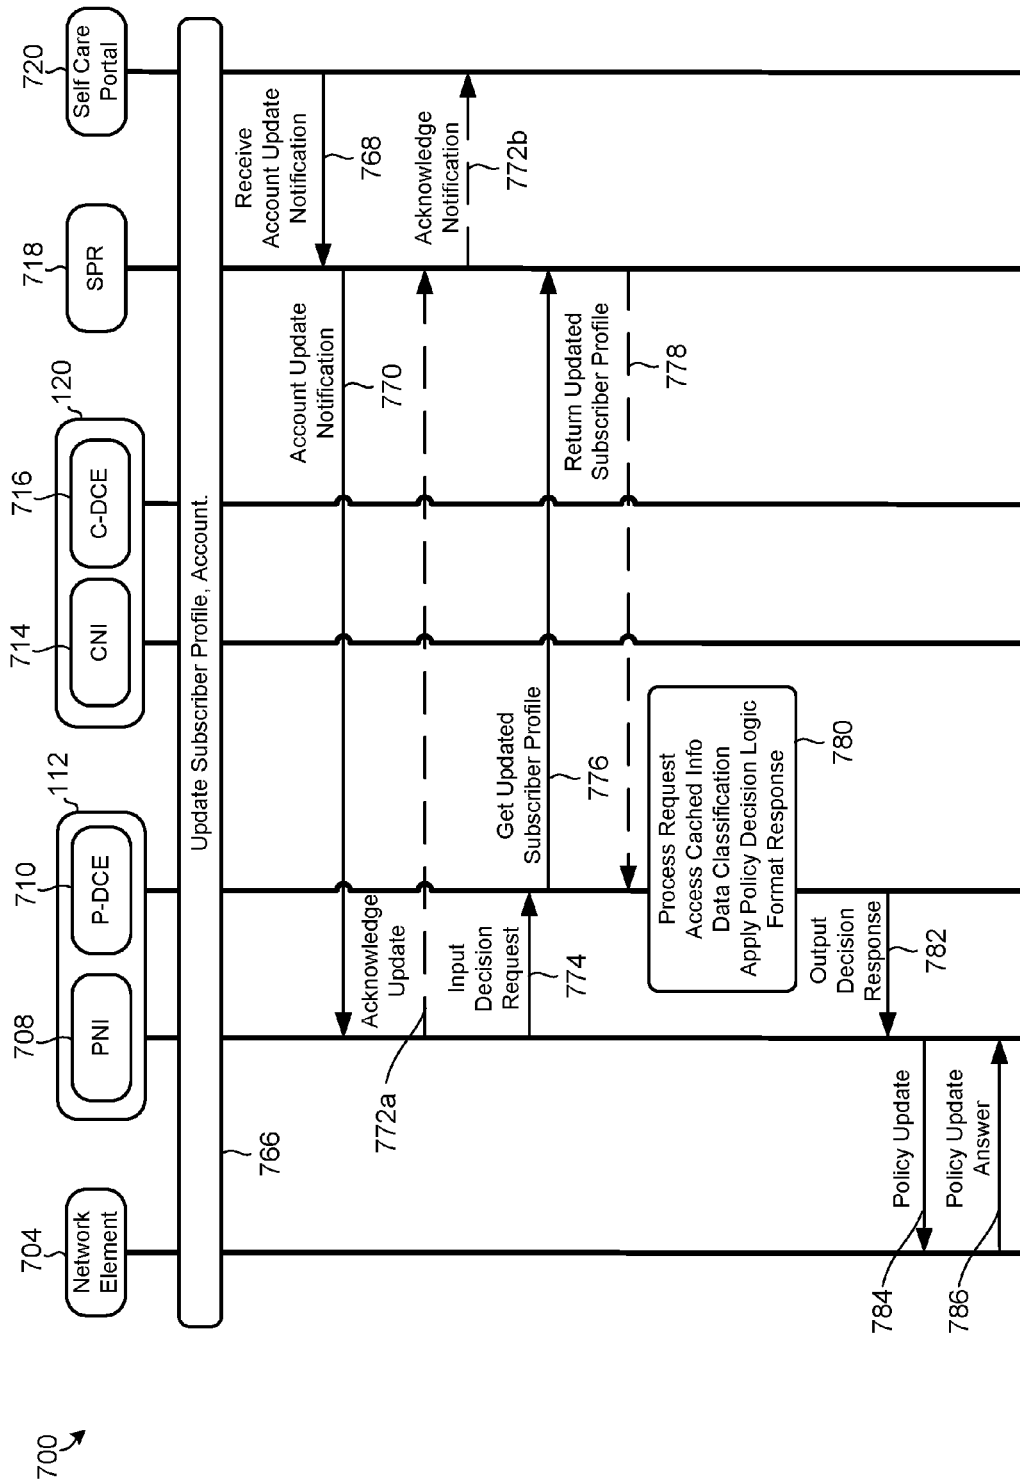 700
704
Network
Element
708
PNI
710
P-DCE
112
714
CNI
716
C-DCE
120
718
SPR
720
Self Care
Portal
Update Subscriber Profile, Account.
766
Receive
Account Update
Notification
768
Account Update
Notification
770
Acknowledge
Update
772a
Acknowledge
Notification
772b
Input
Decision
Request
774
Get Updated
Subscriber Profile
776
Return Updated
Subscriber Profile
778
Process Request
Access Cached Info
Data Classification
Apply Policy Decision Logic
Format Response
780
Output
Decision
Response
782
Policy Update
784
Policy Update
Answer
786